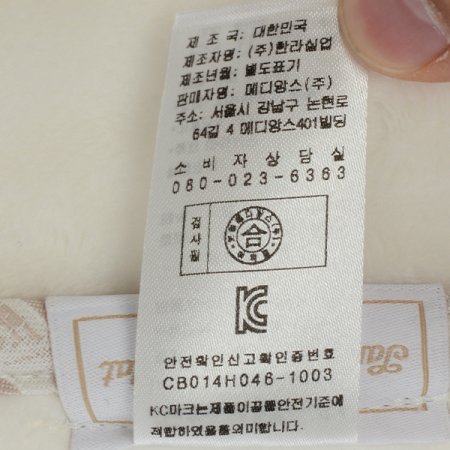 제 조 국: 대한민국
제조자명: (주)한라실업
제조년월: 별도표기
판매자명: 메디앙스(주)
주소: 서울시 강남구 논현로
64길 4 메디앙스401빌딩
소 비 자 상 담 실
080-023-6363
검사필
合
KC
안전확인신고확인증번호
CB014H046-1003
KC마크는제품이공통안전기준에
적합하였음을의미합니다.